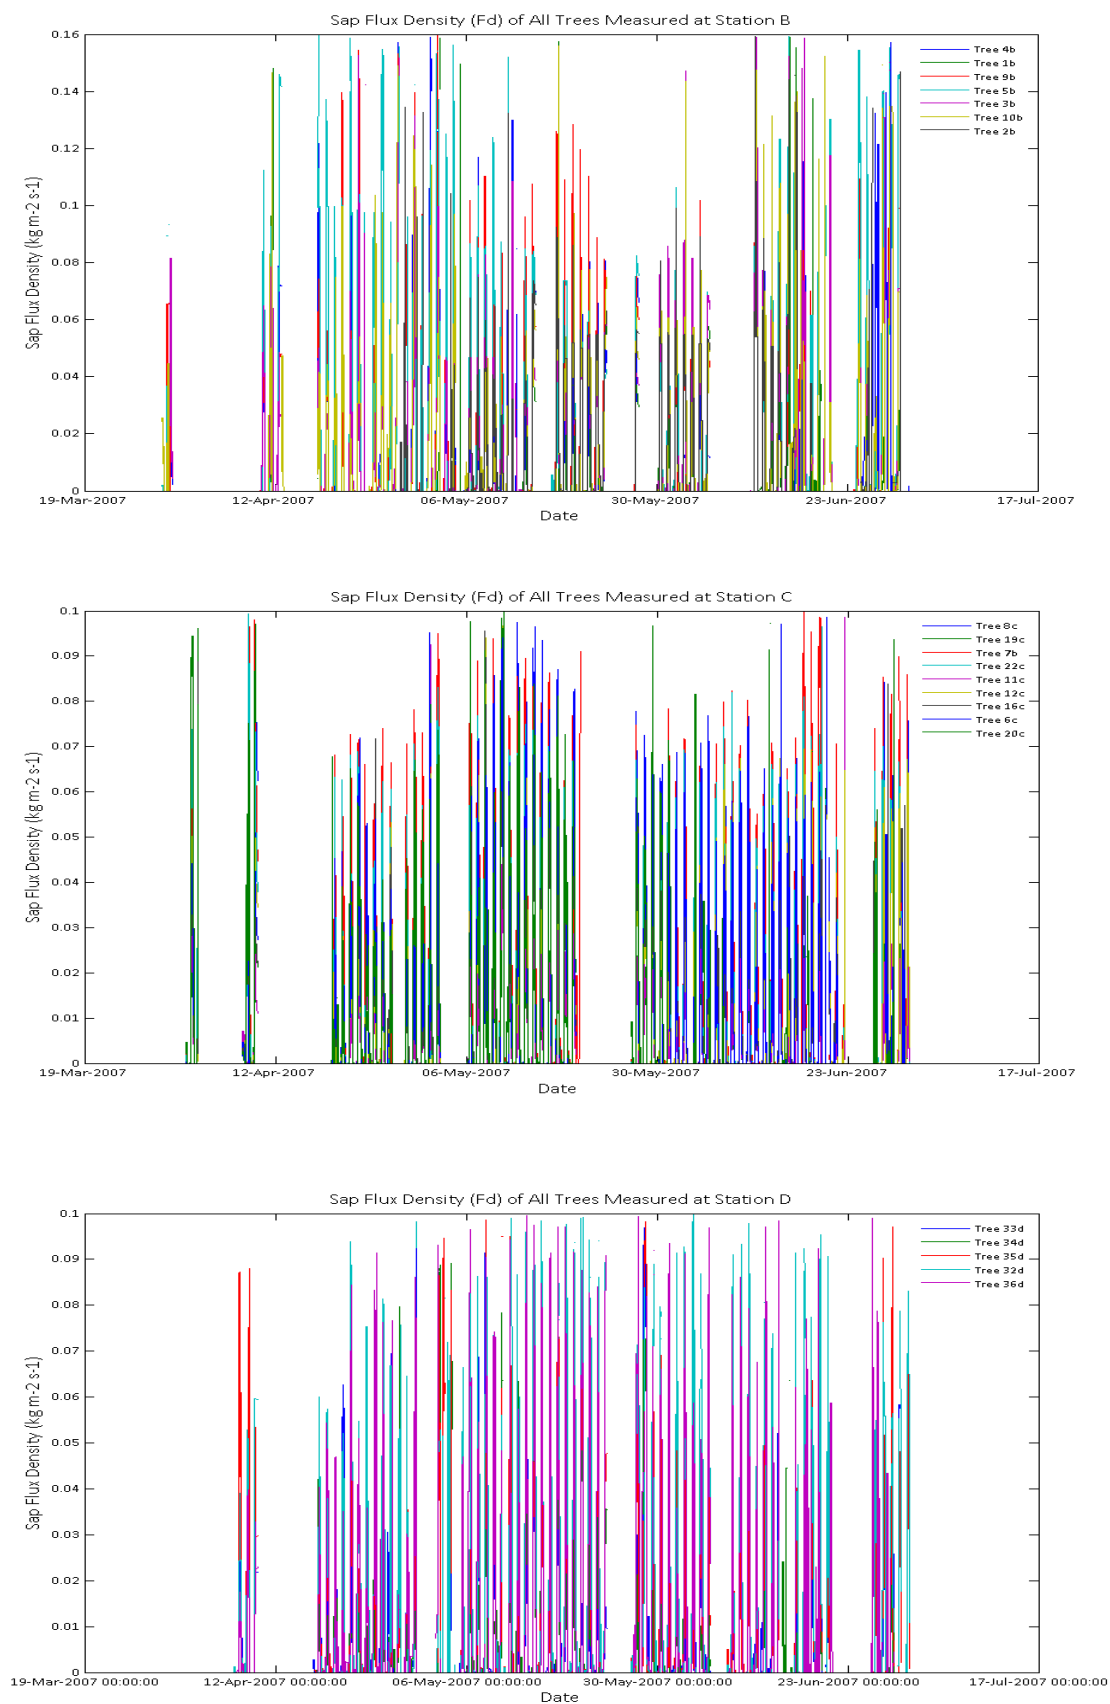 Sap Flux Density (Fd) of All Trees Measured at Station B
0.16
0.14
0.12
0.1
0.08
0.06
0.04
0.02
0
Sap Flux Density (kg m-2 s-1)
Tree 4b
Tree 1b
Tree 9b
Tree 5b
Tree 3b
Tree 10b
Tree 2b
19-Mar-2007 12-Apr-2007 06-May-2007 30-May-2007 23-Jun-2007 17-Jul-2007
Date
Sap Flux Density (Fd) of All Trees Measured at Station C
0.1
0.09
0.08
0.07
0.06
0.05
0.04
0.03
0.02
0.01
0
Sap Flux Density (kg m-2 s-1)
Tree 8c
Tree 19c
Tree 7b
Tree 22c
Tree 11c
Tree 12c
Tree 16c
Tree 6c
Tree 20c
19-Mar-2007 12-Apr-2007 06-May-2007 30-May-2007 23-Jun-2007 17-Jul-2007
Date
Sap Flux Density (Fd) of All Trees Measured at Station D
0.1
0.09
0.08
0.07
0.06
0.05
0.04
0.03
0.02
0.01
0
Sap Flux Density (kg m-2 s-1)
Tree 33d
Tree 34d
Tree 35d
Tree 32d
Tree 36d
19-Mar-2007 00:00:00 12-Apr-2007 00:00:00 06-May-2007 00:00:00 30-May-2007 00:00:00 23-Jun-2007 00:00:00 17-Jul-2007 00:00:00
Date